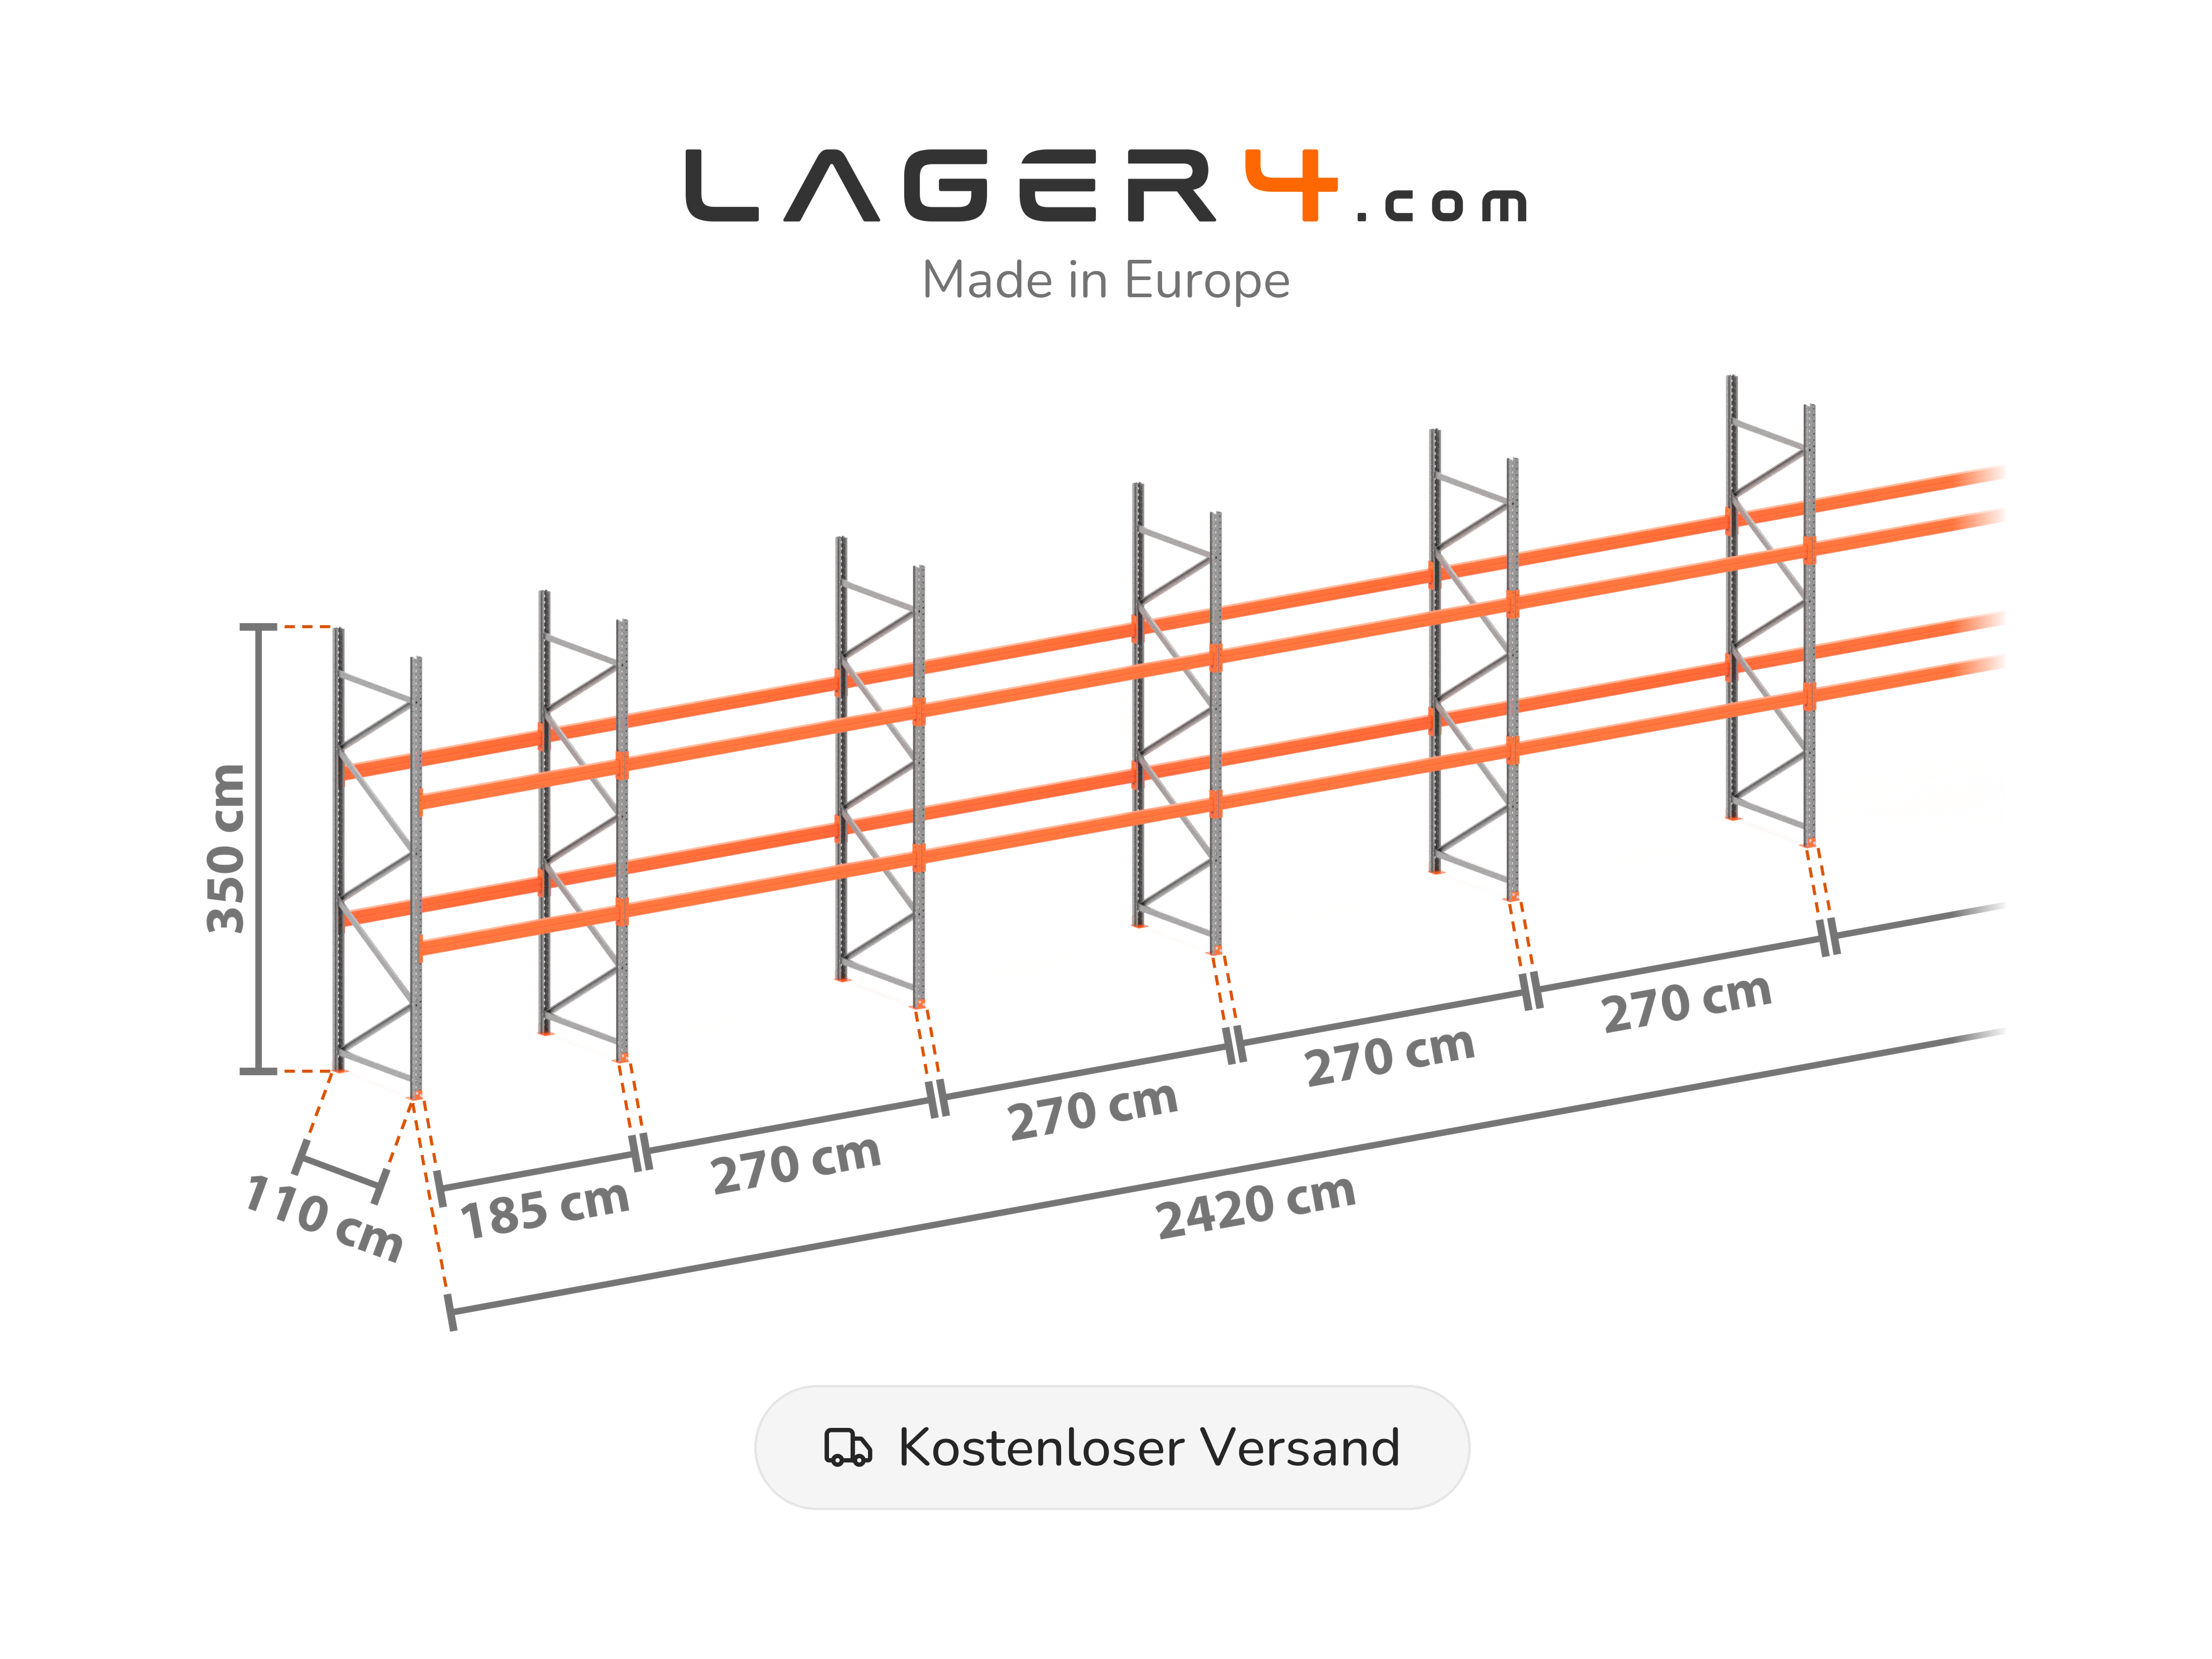 LAGER4.com
Made in Europe
350 cm
110 cm
185 cm
270 cm
270 cm
270 cm
270 cm
2420 cm
Kostenloser Versand